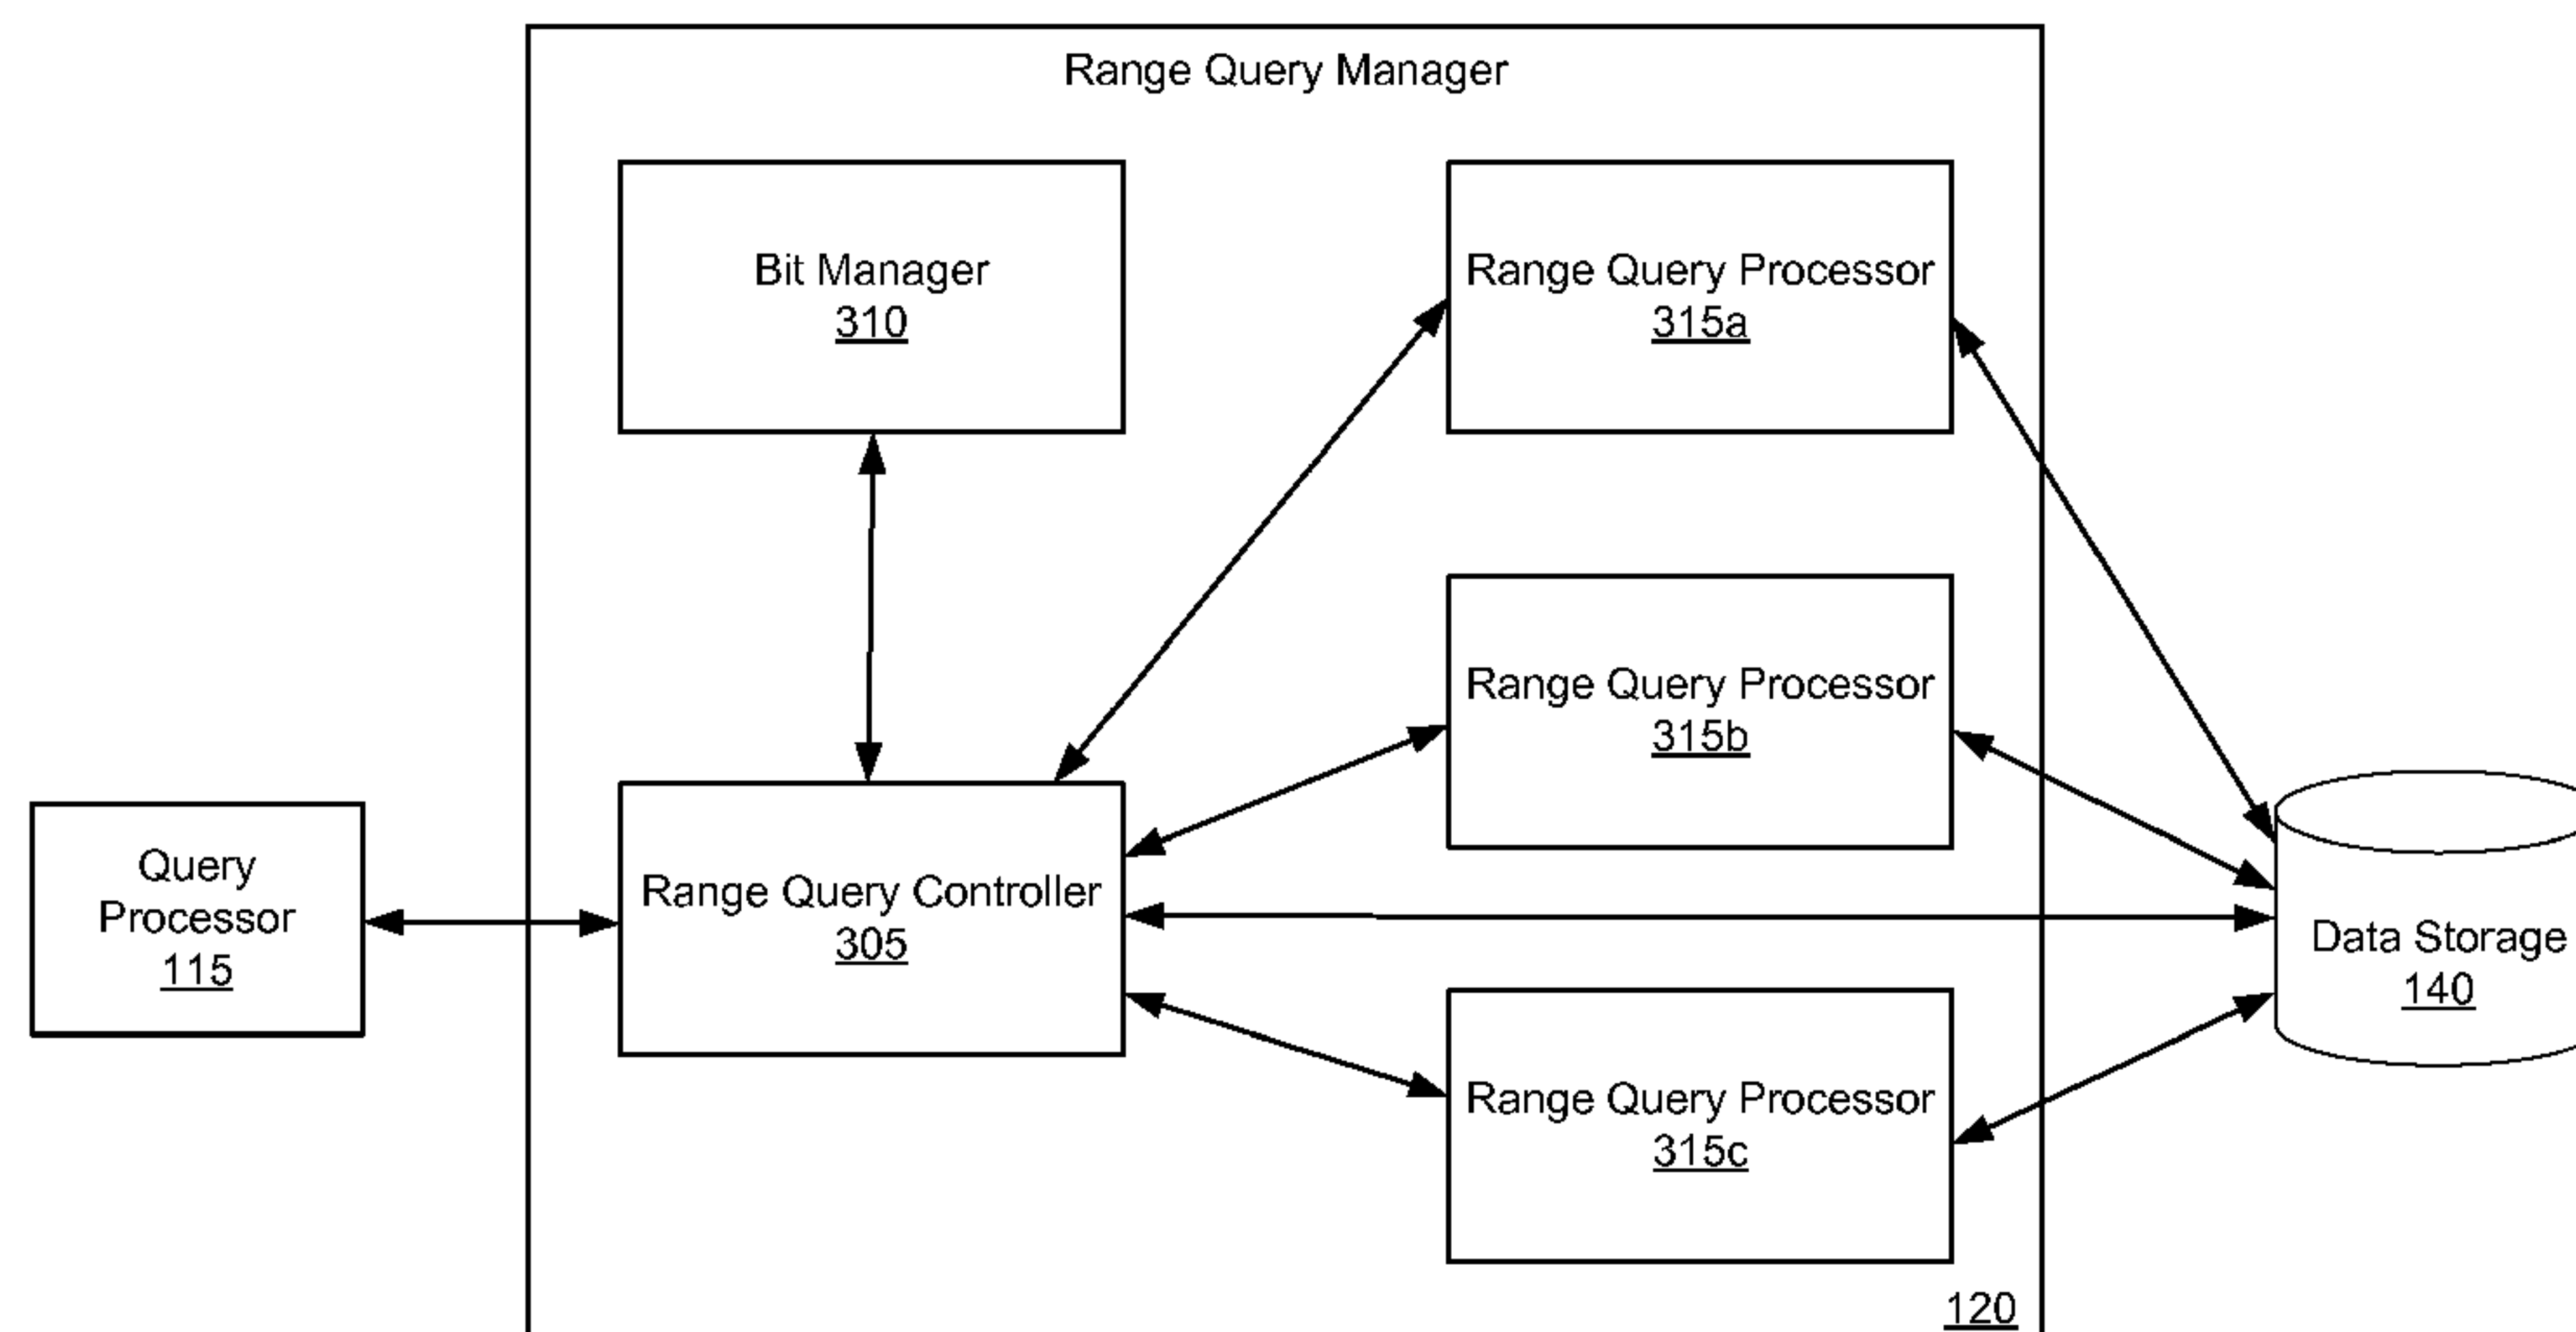 Range Query Manager
Bit Manager
310
Range Query Processor
315a
Range Query Processor
315b
Query
Processor
115
Range Query Controller
305
Data Storage
140
Range Query Processor
315c
120